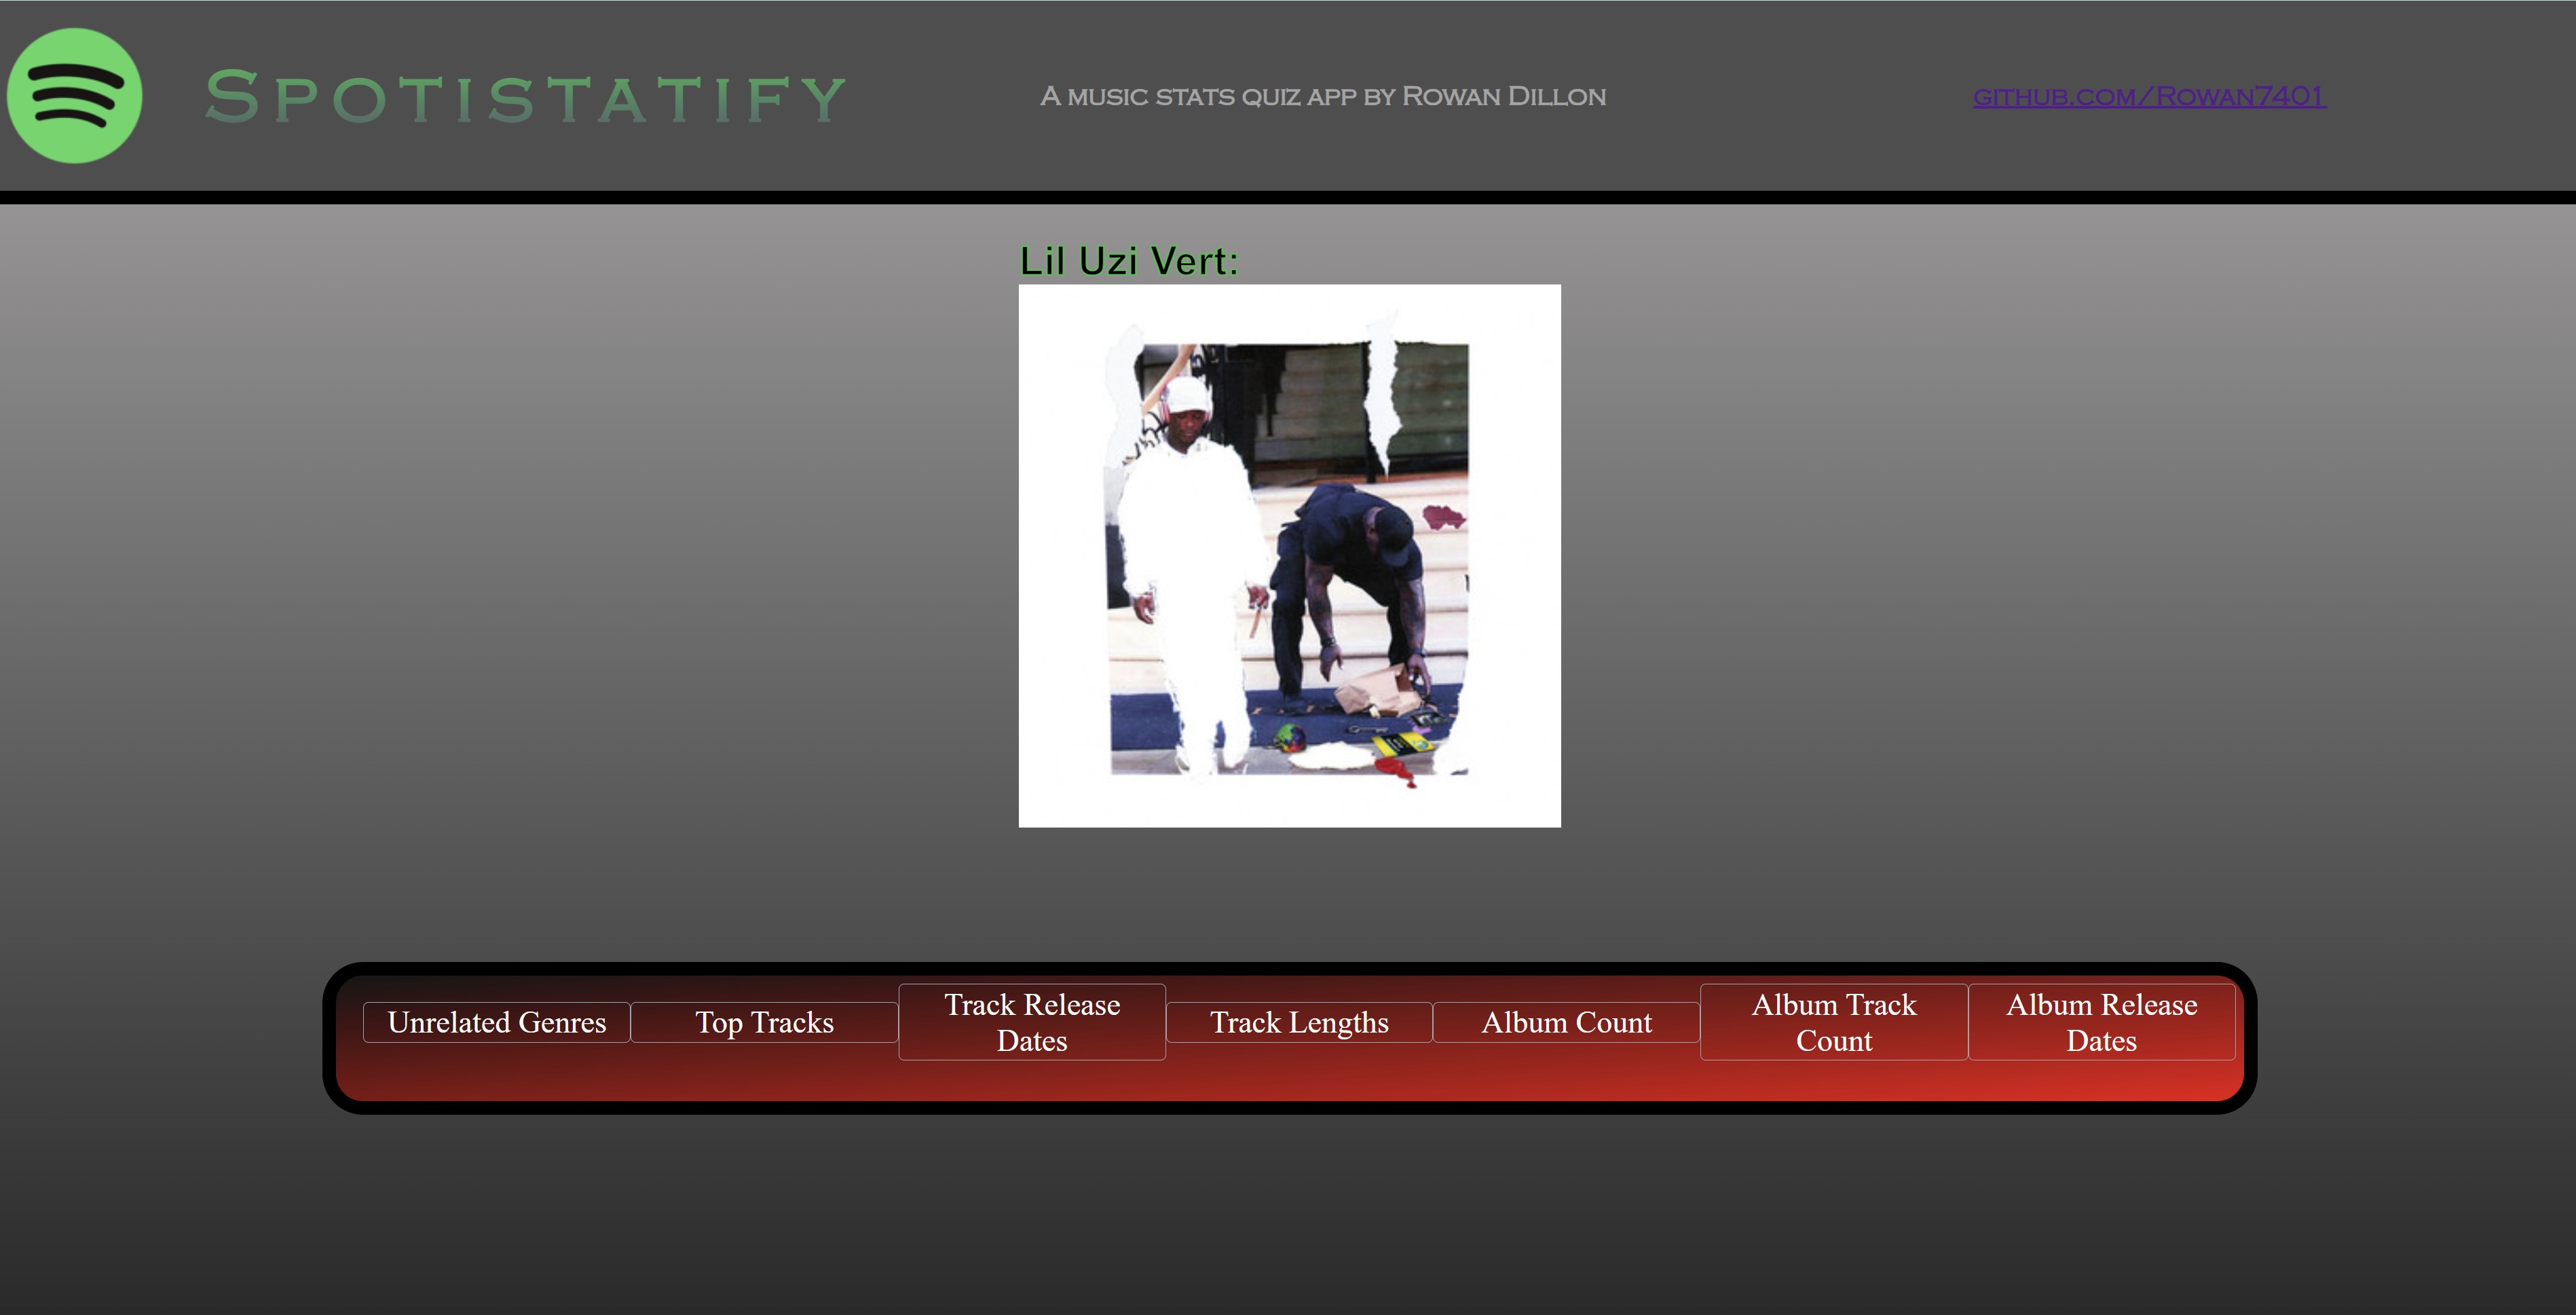 Spotistatify
A music stats quiz app by Rowan Dillon
github.com/Rowan7401
Lil Uzi Vert:
Unrelated Genres
Top Tracks
Track Release
Dates
Track Lengths
Album Count
Album Track
Count
Album Release
Dates